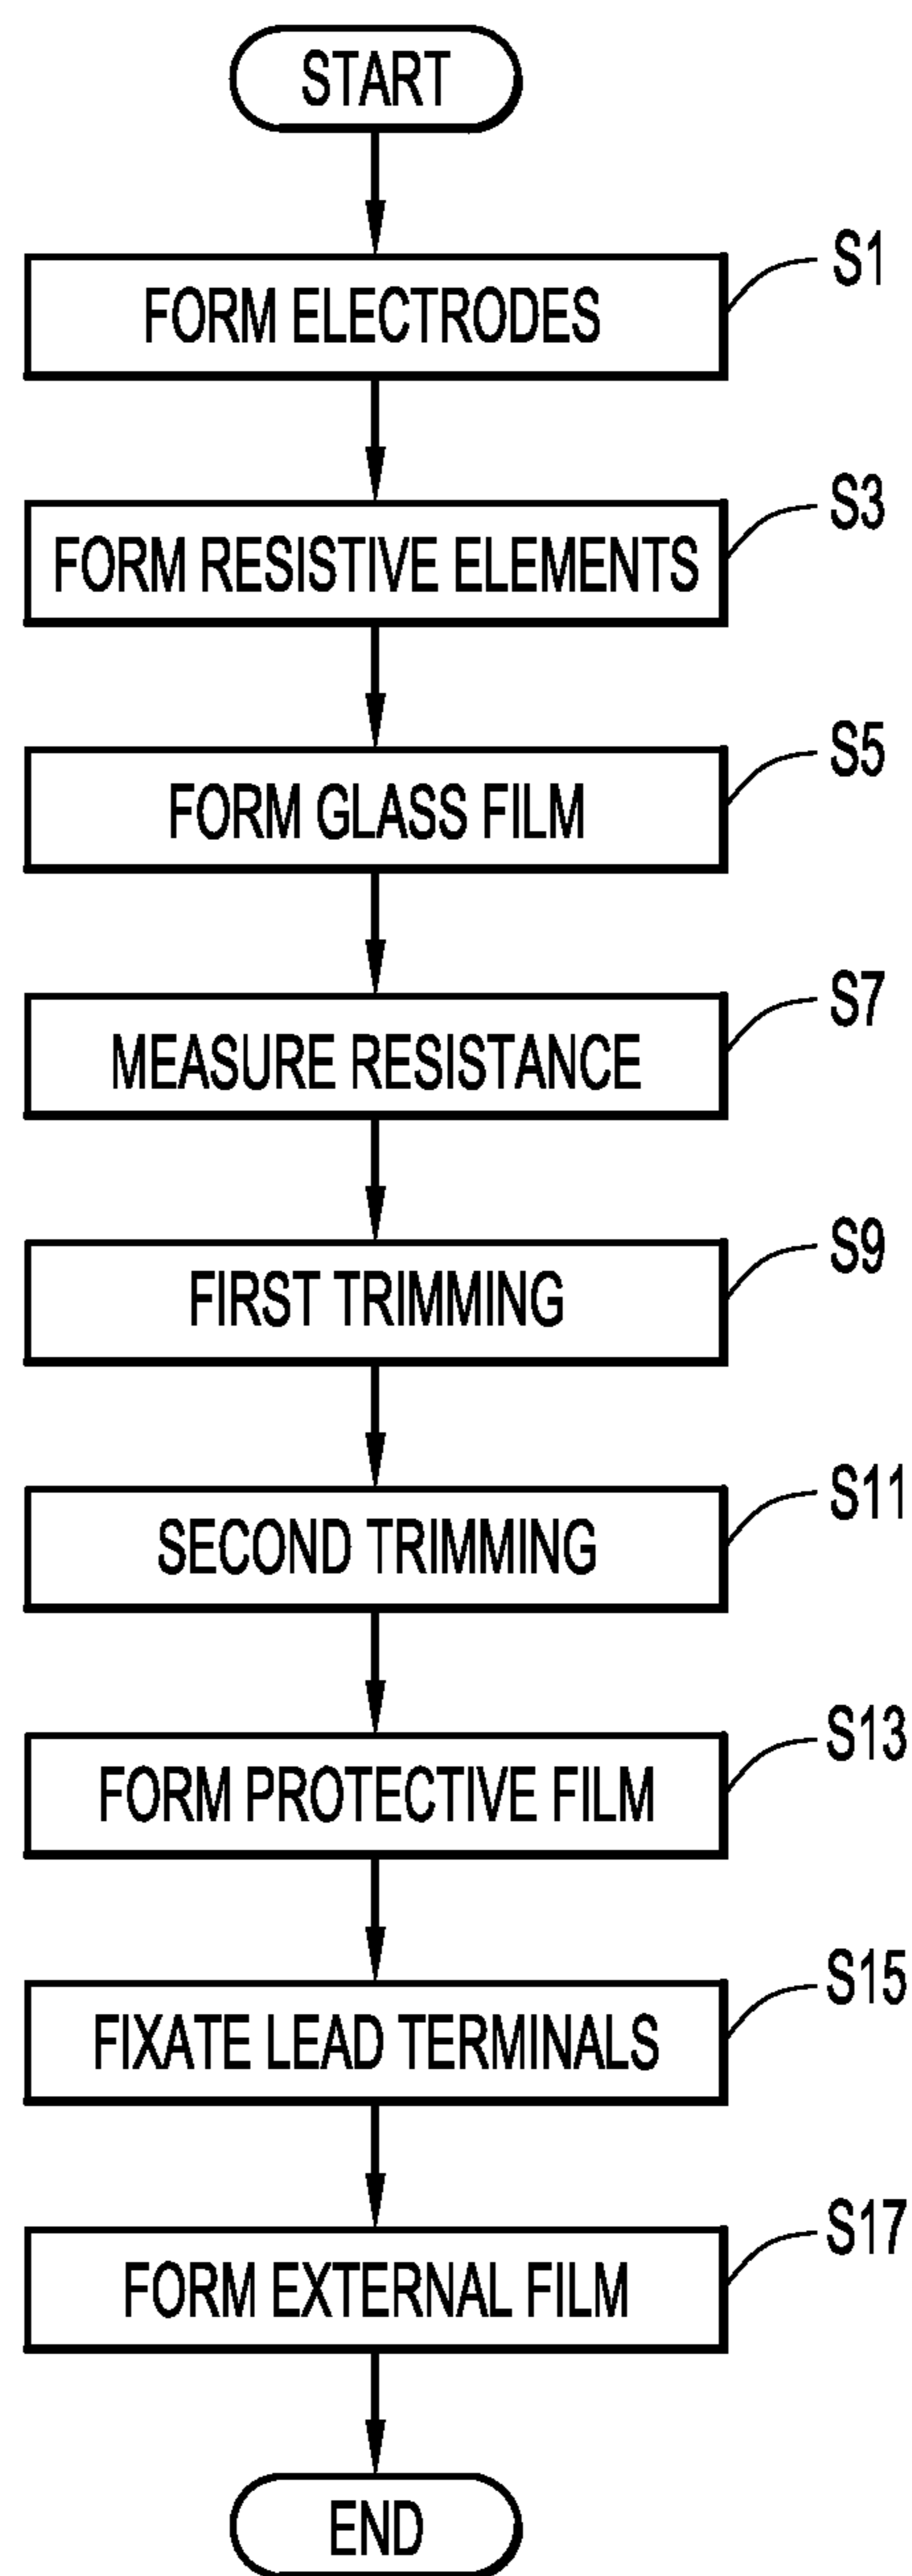 START
FORM ELECTRODES S1
FORM RESISTIVE ELEMENTS S3
FORM GLASS FILM S5
MEASURE RESISTANCE S7
FIRST TRIMMING S9
SECOND TRIMMING S11
FORM PROTECTIVE FILM S13
FIXATE LEAD TERMINALS S15
FORM EXTERNAL FILM S17
END